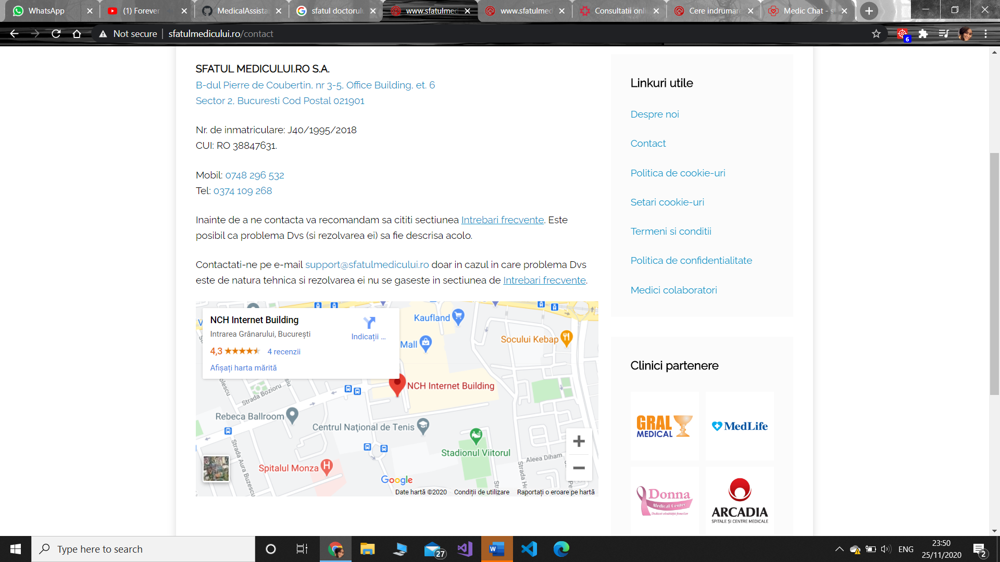 WhatsApp
(1) Forever
MedicalAssista
sfatul doctorulu
www.sfatulmed
www.sfatulmed
Consultatii onli
Cere indrumare
Medic Chat - s
Not secure
sfatulmedicului.ro/contact
6
SFATUL MEDICULUI.RO S.A.
B-dul Pierre de Coubertin, nr 3-5, Office Building, et. 6
Sector 2, Bucuresti Cod Postal 021901
Nr. de inmatriculare: J40/1995/2018
CUI: RO 38847631.
Mobil: 0748 296 532
Tel: 0374 109 268
Inainte de a ne contacta va recomandam sa cititi sectiunea Intrebari frecvente. Este
posibil ca problema Dvs (si rezolvarea ei) sa fie descrisa acolo.
Contactati-ne pe e-mail support@sfatulmedicului.ro doar in cazul in care problema Dvs
este de natura tehnica si rezolvarea ei nu se gaseste in sectiunea de Intrebari frecvente.
NCH Internet Building
Intrarea Grânarului, București
4,3
4 recenzii
Afișați harta mărită
Indicații ...
Kaufland
Mall
Socului Kebap
NCH Internet Building
Strada Bozioru
Rebeca Ballroom
Centrul Naţional de Tenis
Stadionul Viitorul
Strada Aura Buzescu
Spitalul Monza
Aleea Diham
Google
Date hartă ©2020
Condiții de utilizare
Raportați o eroare pe hartă
Linkuri utile
Despre noi
Contact
Politica de cookie-uri
Setari cookie-uri
Termeni si conditii
Politica de confidentialitate
Medici colaboratori
Clinici partenere
GRAL
MEDICAL
MedLife
Donna
Medical Center
Dedicat sănătății femeilor
ARCADIA
SPITALE ȘI CENTRE MEDICALE
Type here to search
27
ENG
23:50
25/11/2020
2